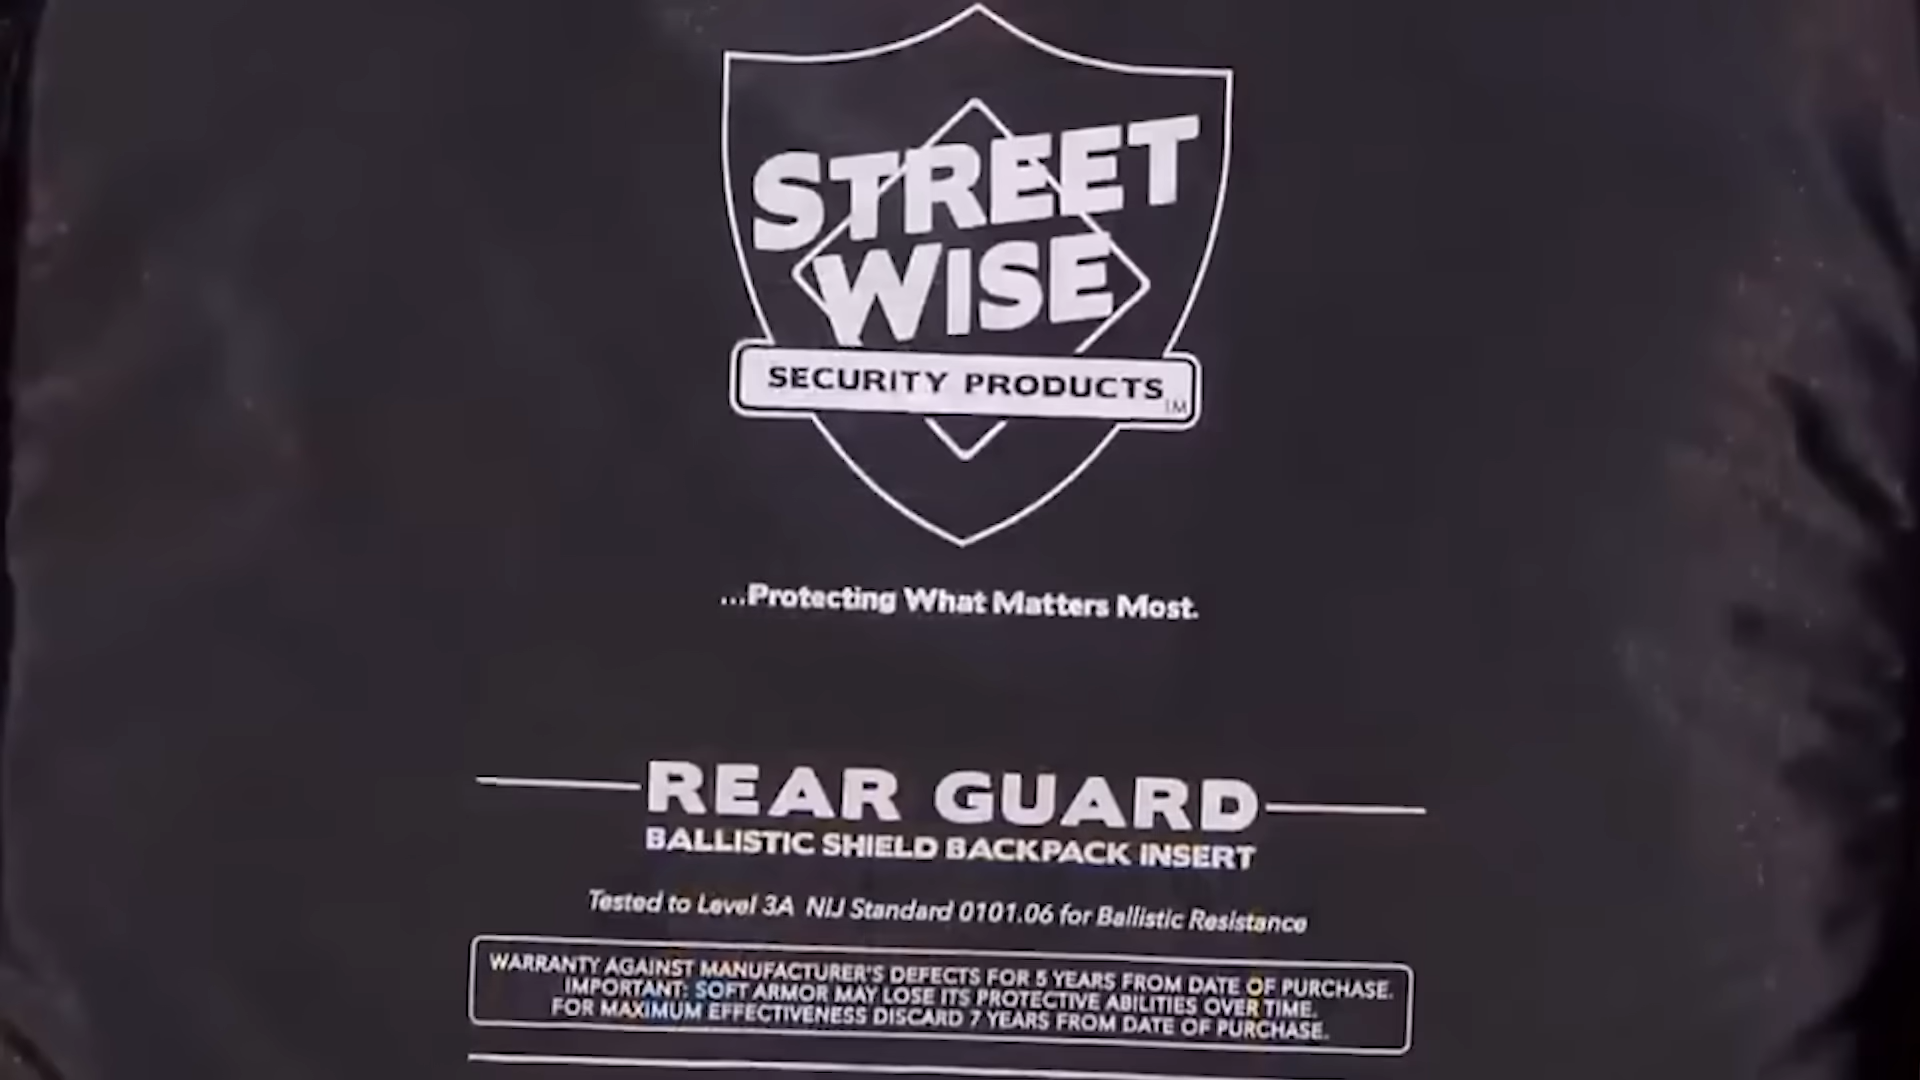 STREET
WISE
SECURITY PRODUCTS TM
...Protecting What Matters Most.
REAR GUARD
BALLISTIC SHIELD BACKPACK INSERT
Tested to Level 3A NIJ Standard 0101.06 for Ballistic Resistance
WARRANTY AGAINST MANUFACTURER'S DEFECTS FOR 5 YEARS FROM DATE OF PURCHASE.
IMPORTANT: SOFT ARMOR MAY LOSE ITS PROTECTIVE ABILITIES OVER TIME.
FOR MAXIMUM EFFECTIVENESS DISCARD 7 YEARS FROM DATE OF PURCHASE.